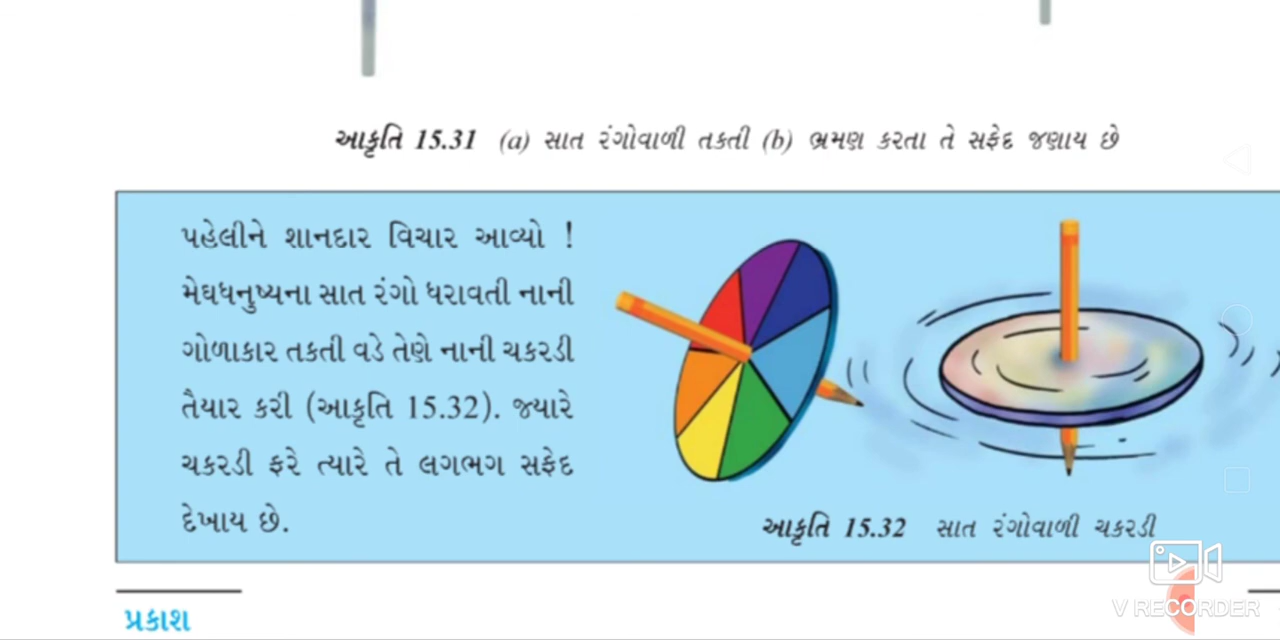 આકૃતિ 15.31 (a) સાત રંગોવાળી તકતી (b) ભ્રમણ કરતા તે સફેદ જણાય છે
પહેલીને શાનદાર વિચાર આવ્યો !
મેઘધનુષ્યના સાત રંગો ધરાવતી નાની
ગોળાકાર તકતી વડે તેણે નાની ચકરડી
તૈયાર કરી (આકૃતિ 15.32). જ્યારે
ચકરડી ફરે ત્યારે તે લગભગ સફેદ
દેખાય છે.
આકૃતિ 15.32 સાત રંગોવાળી ચકરડી
પ્રકાશ
V RECORDER